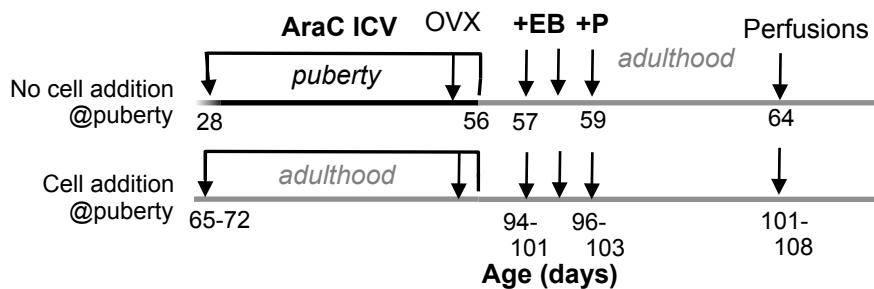 AraC ICV OVX +EB +P Perfusions
puberty adulthood
No cell addition
@puberty
28 56 57 59 64
Cell addition
@puberty
adulthood
65-72 94-
101 96-
103 101-
108
Age (days)